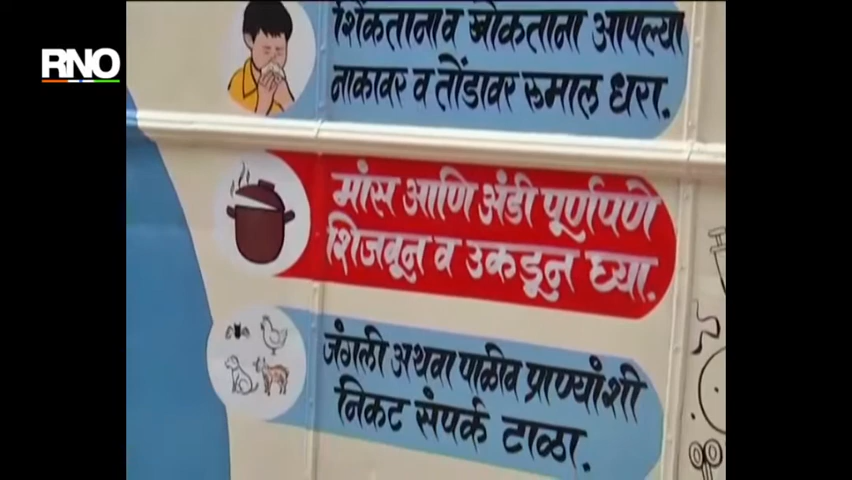 RNO
शिंकताना व खोकताना आपल्या
नाकावर व तोंडावर रुमाल धरा.
मांस आणि अंडी पूर्णपणे
शिजवून व उकडून घ्या.
जंगली अथवा पाळीव प्राण्यांशी
निकट संपर्क टाळा.